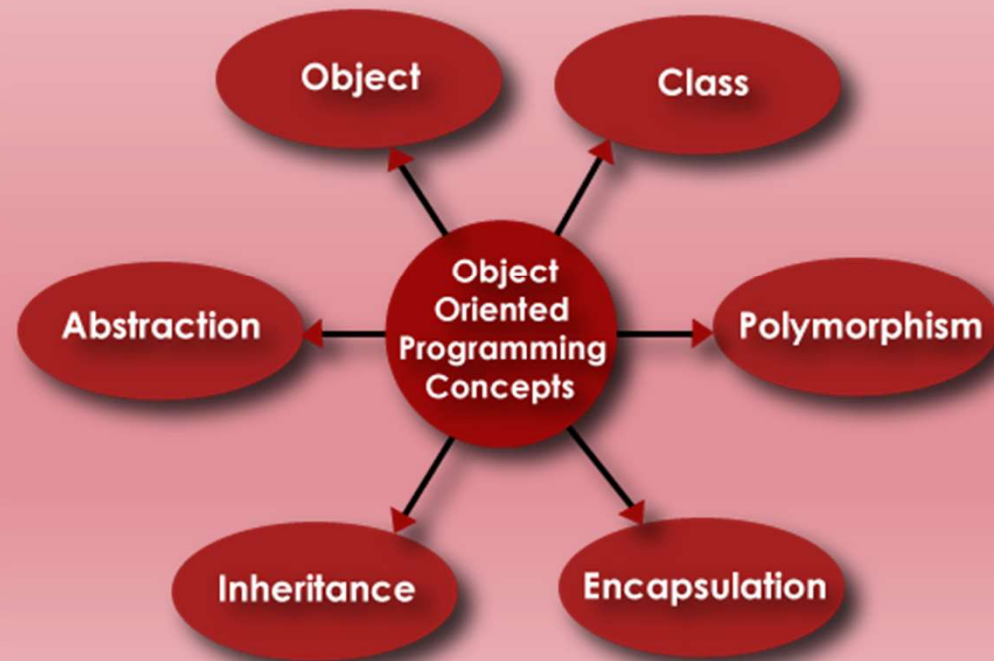 Object
Class
Object
Oriented
Programming
Concepts
Abstraction
Polymorphism
Inheritance
Encapsulation